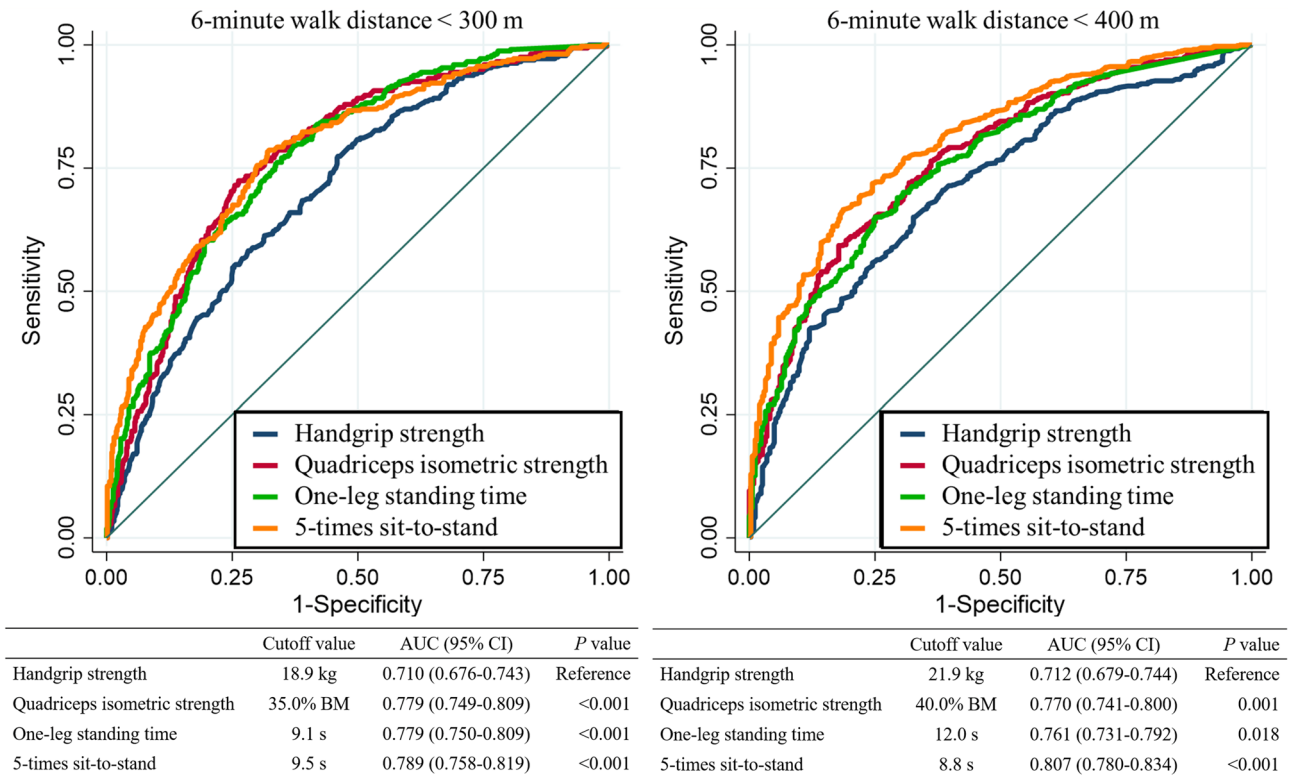 6-minute walk distance < 300 m
1.00
0.75
0.50
0.25
0.00
Sensitivity
Handgrip strength
Quadriceps isometric strength
One-leg standing time
5-times sit-to-stand
0.00 0.25 0.50 0.75 1.00
1-Specificity
Cutoff value AUC (95% CI) P value
Handgrip strength 18.9 kg 0.710 (0.676-0.743) Reference
Quadriceps isometric strength 35.0% BM 0.779 (0.749-0.809) <0.001
One-leg standing time 9.1 s 0.779 (0.750-0.809) <0.001
5-times sit-to-stand 9.5 s 0.789 (0.758-0.819) <0.001
6-minute walk distance < 400 m
1.00
0.75
0.50
0.25
0.00
Sensitivity
Handgrip strength
Quadriceps isometric strength
One-leg standing time
5-times sit-to-stand
0.00 0.25 0.50 0.75 1.00
1-Specificity
Cutoff value AUC (95% CI) P value
Handgrip strength 21.9 kg 0.712 (0.679-0.744) Reference
Quadriceps isometric strength 40.0% BM 0.770 (0.741-0.800) 0.001
One-leg standing time 12.0 s 0.761 (0.731-0.792) 0.018
5-times sit-to-stand 8.8 s 0.807 (0.780-0.834) <0.001